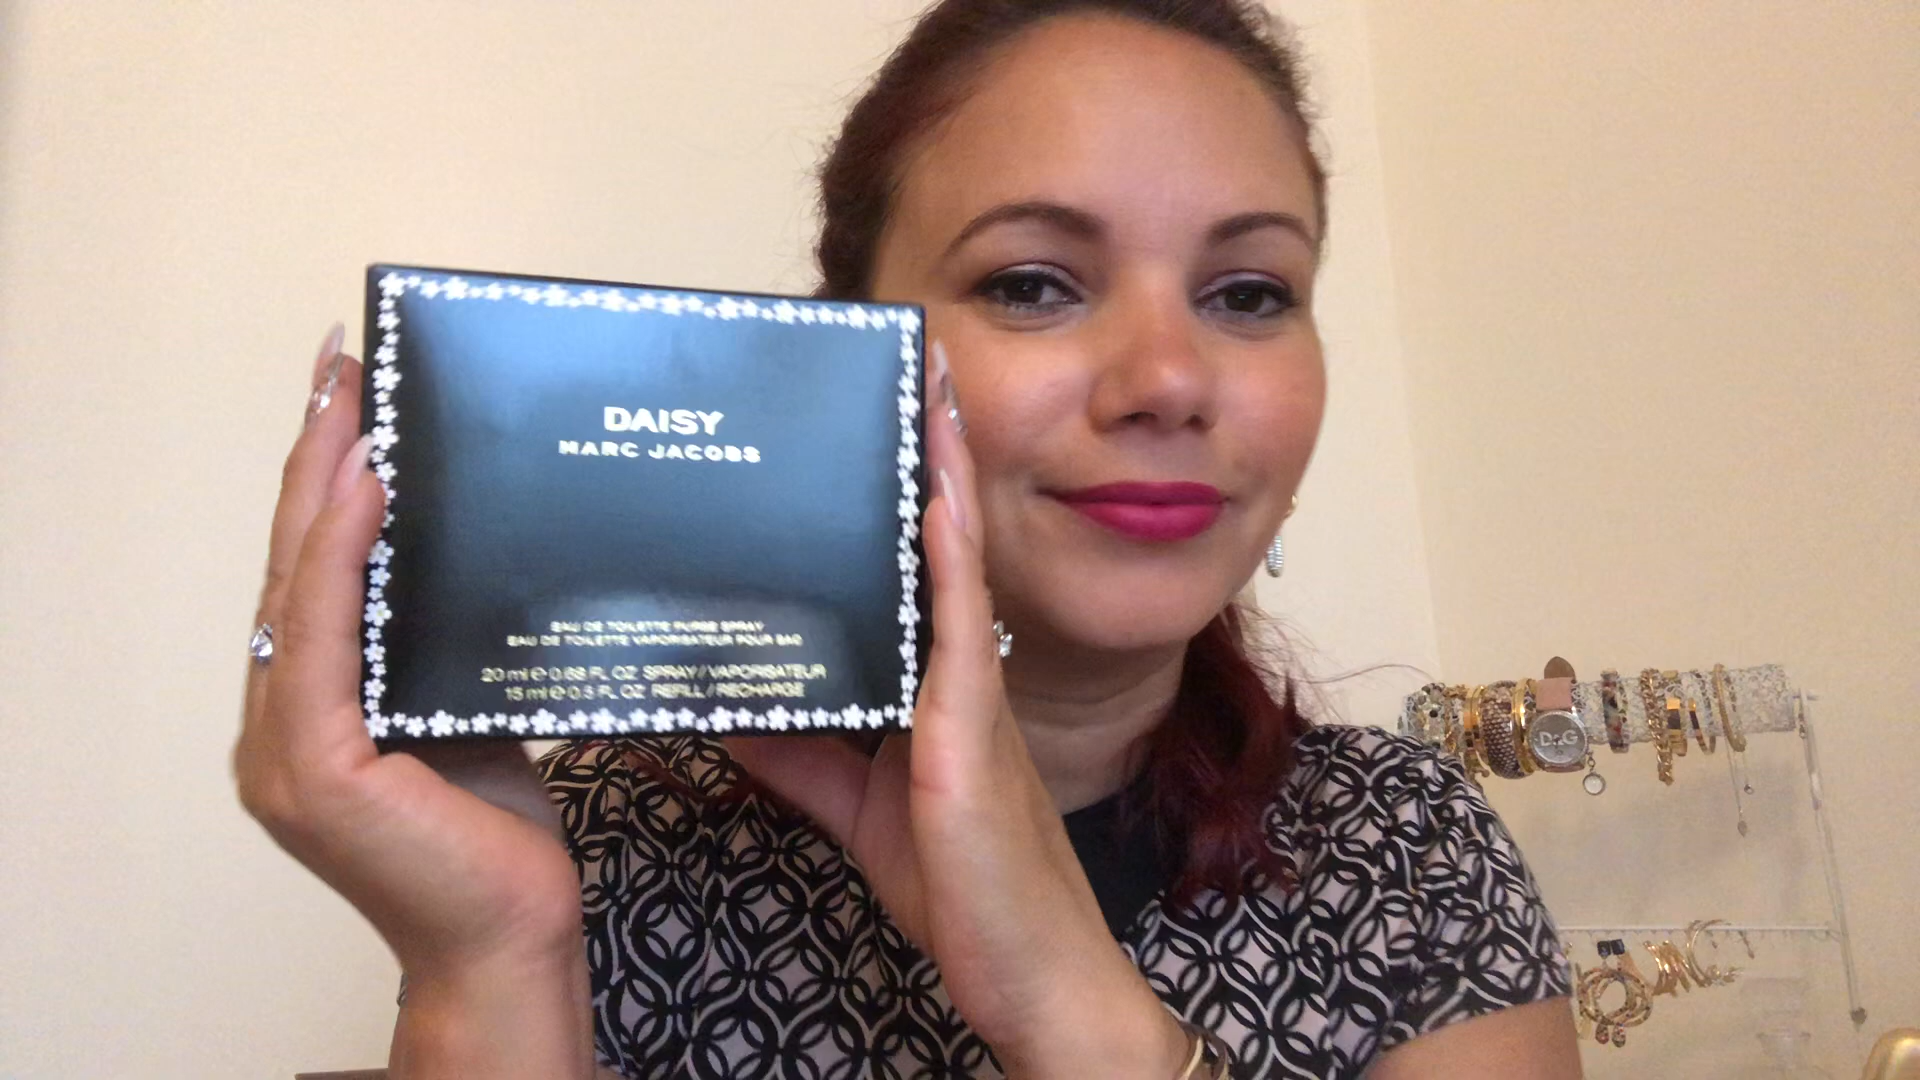 DAISY
MARC JACOBS
EAU DE TOILETTE PURSE SPRAY
EAU DE TOILETTE VAPORISATEUR POUR SAC
20 ml ℮ 0.68 FL OZ SPRAY / VAPORISATEUR
15 ml ℮ 0.5 FL OZ REFILL / RECHARGE
D&G